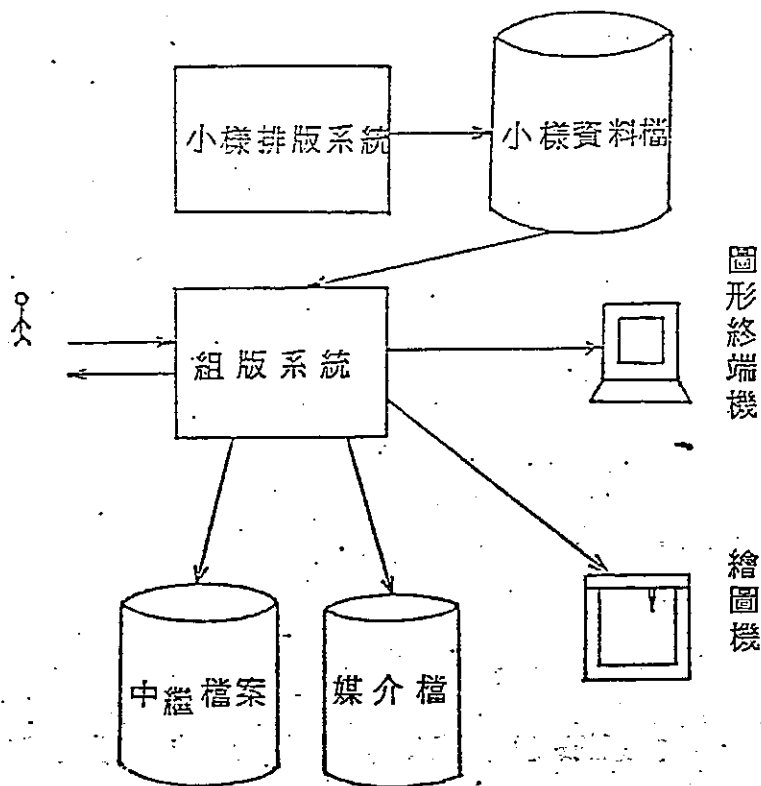 小樣排版系統
小樣資料檔
組版系統
圖形終端機
繪圖機
中繼檔案
媒介檔